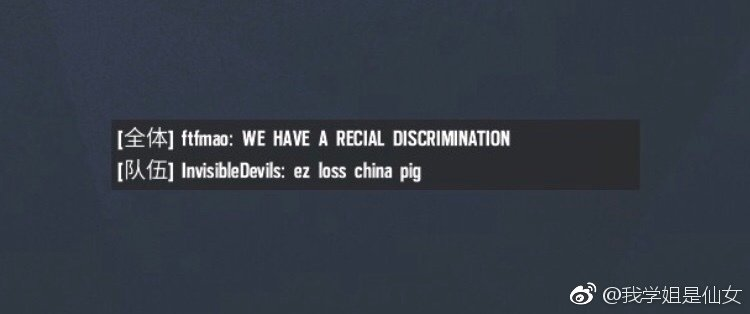 [全体] ftfmao: WE HAVE A RECIAL DISCRIMINATION
[队伍] InvisibleDevils: ez loss china pig
@我学姐是仙女